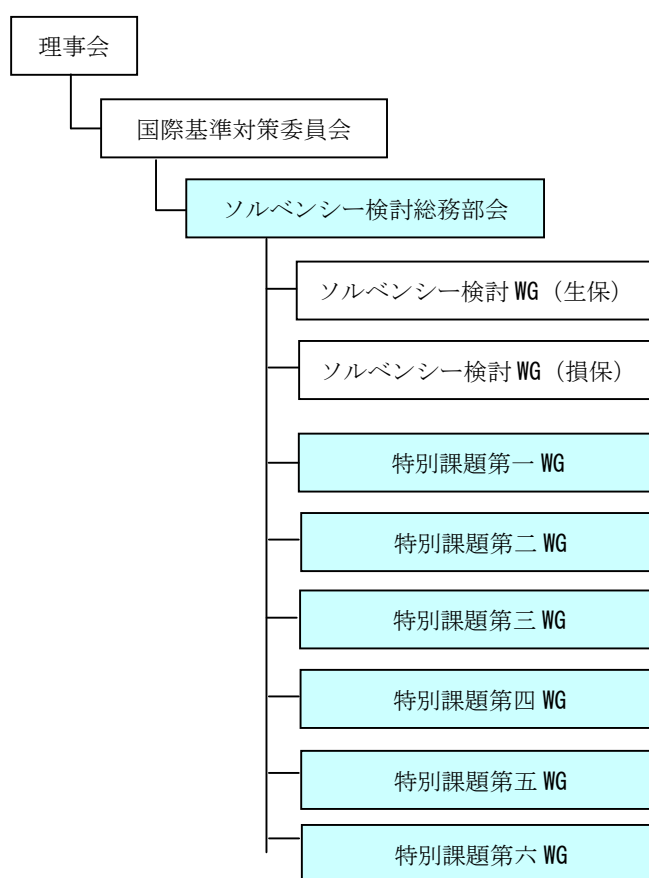 理事会
国際基準対策委員会
ソルベンシー検討総務部会
ソルベンシー検討 WG（生保）
ソルベンシー検討 WG（損保）
特別課題第一 WG
特別課題第二 WG
特別課題第三 WG
特別課題第四 WG
特別課題第五 WG
特別課題第六 WG